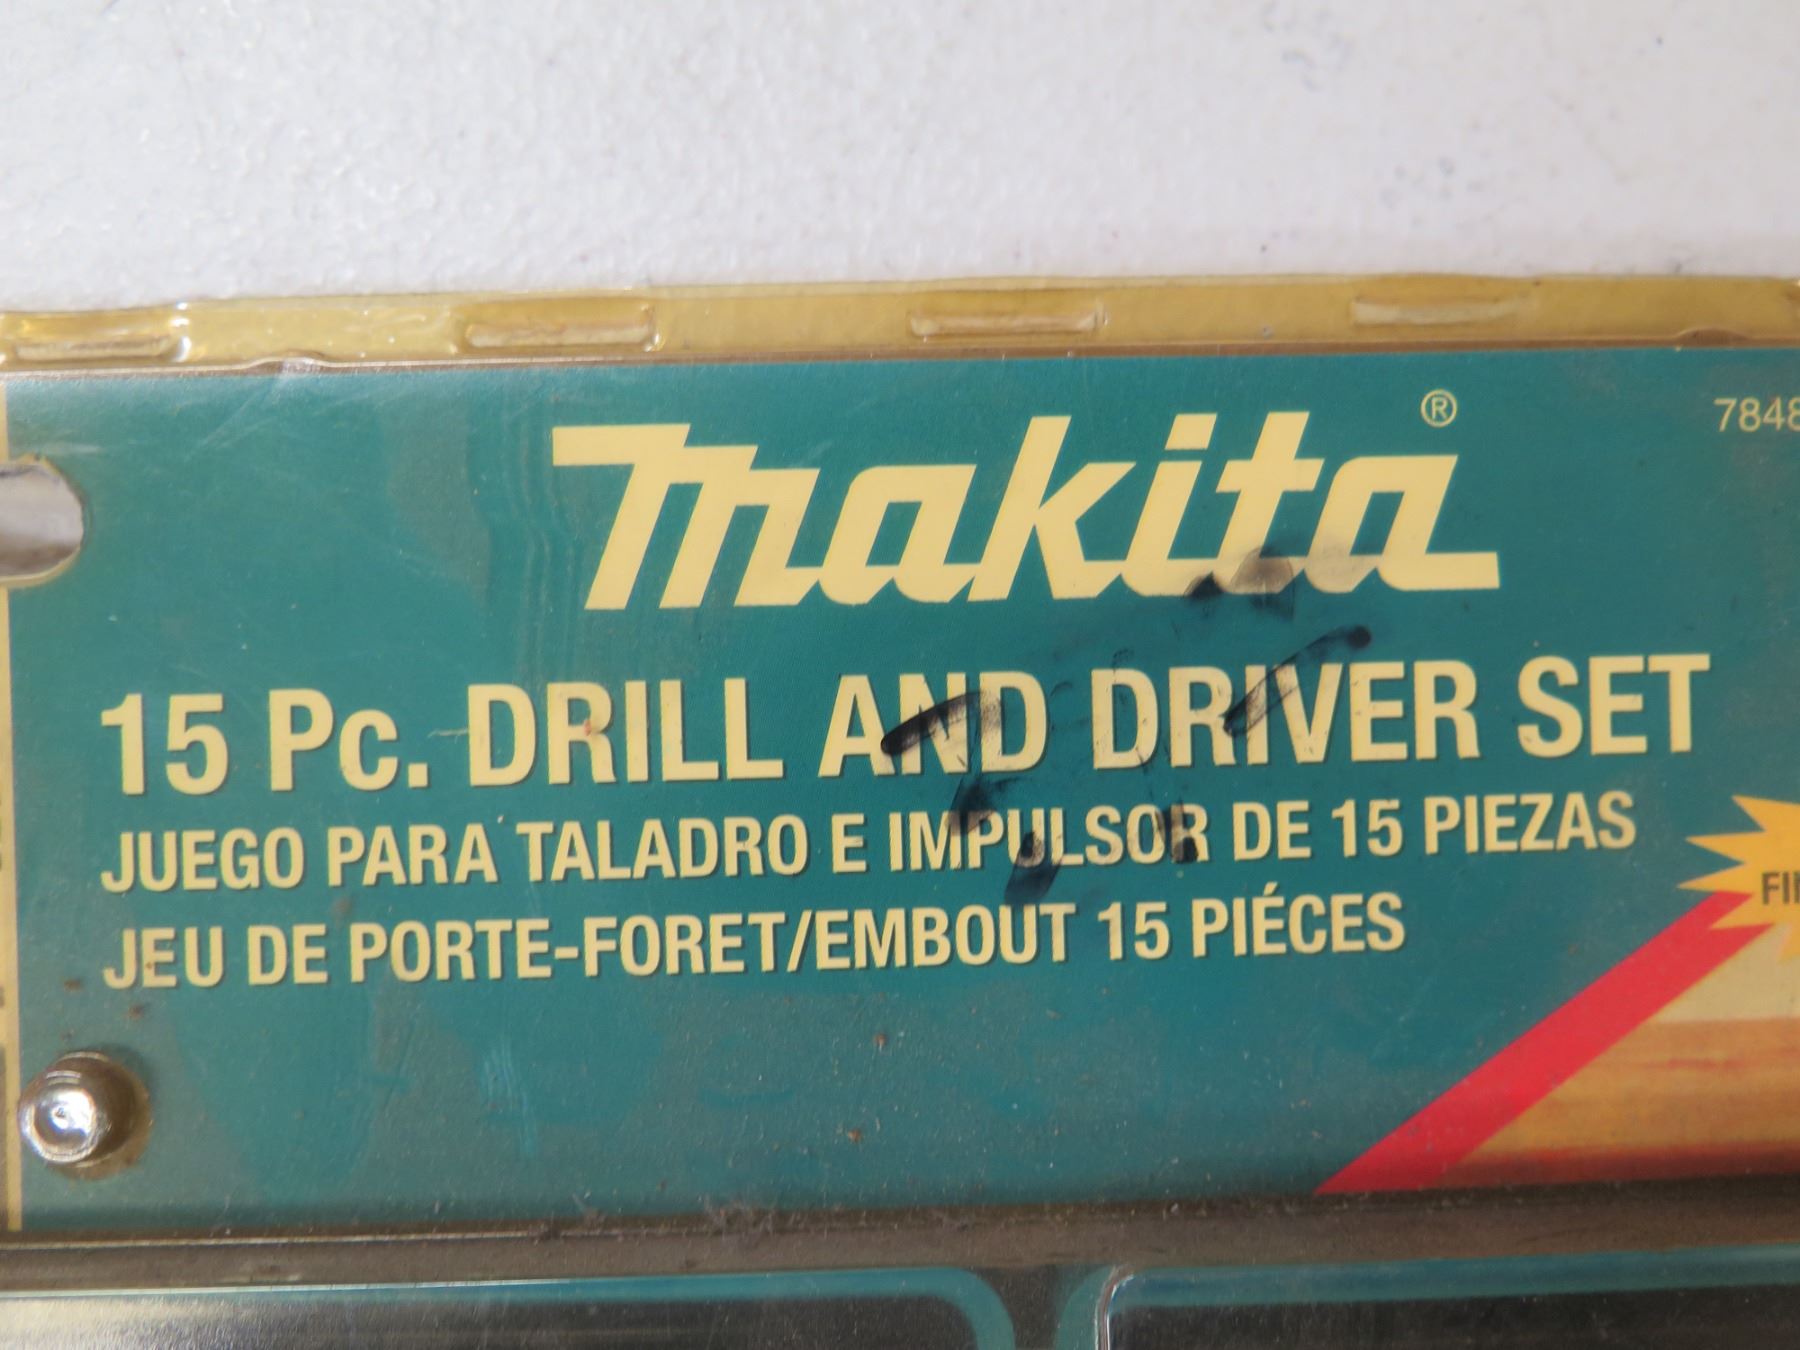 makita®
7848
15 Pc. DRILL AND DRIVER SET
JUEGO PARA TALADRO E IMPULSOR DE 15 PIEZAS
JEU DE PORTE-FORET/EMBOUT 15 PIÉCES